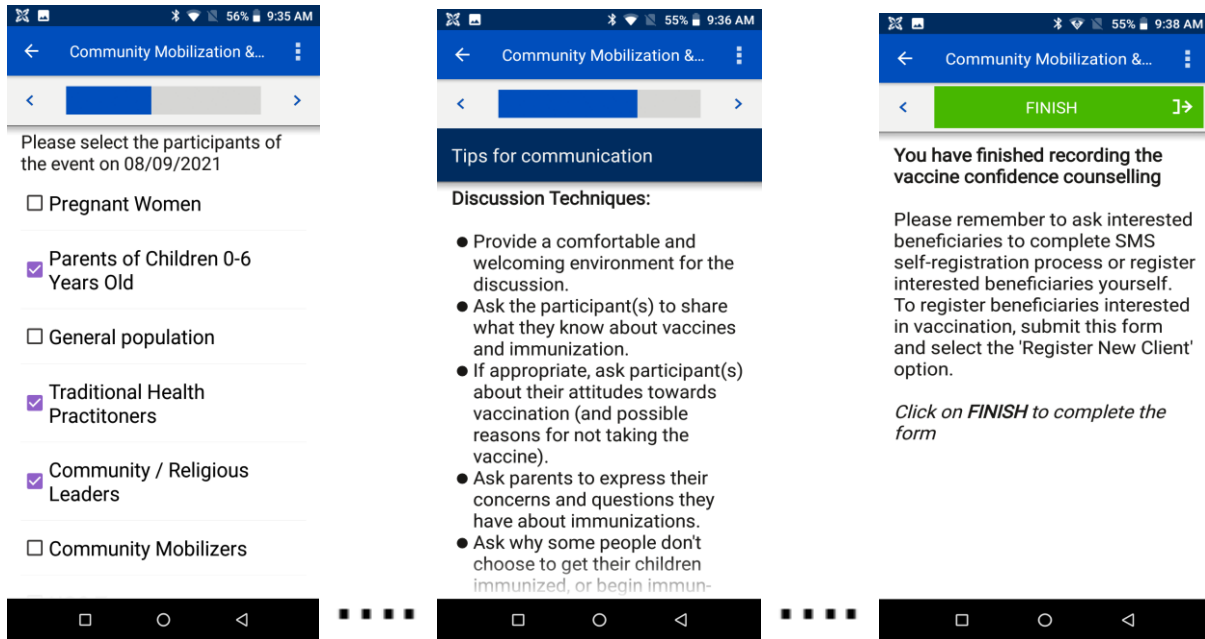 56% 9:35 AM
Community Mobilization &...
Please select the participants of
the event on 08/09/2021
Pregnant Women
Parents of Children 0-6
Years Old
General population
Traditional Health
Practitoners
Community / Religious
Leaders
Community Mobilizers
55% 9:36 AM
Community Mobilization &...
Tips for communication
Discussion Techniques:
● Provide a comfortable and
welcoming environment for the
discussion.
● Ask the participant(s) to share
what they know about vaccines
and immunization.
● If appropriate, ask participant(s)
about their attitudes towards
vaccination (and possible
reasons for not taking the
vaccine).
● Ask parents to express their
concerns and questions they
have about immunizations.
● Ask why some people don't
choose to get their children
immunized, or begin immun-
55% 9:38 AM
Community Mobilization &...
FINISH
You have finished recording the
vaccine confidence counselling
Please remember to ask interested
beneficiaries to complete SMS
self-registration process or register
interested beneficiaries yourself.
To register beneficiaries interested
in vaccination, submit this form
and select the 'Register New Client'
option.
Click on FINISH to complete the
form